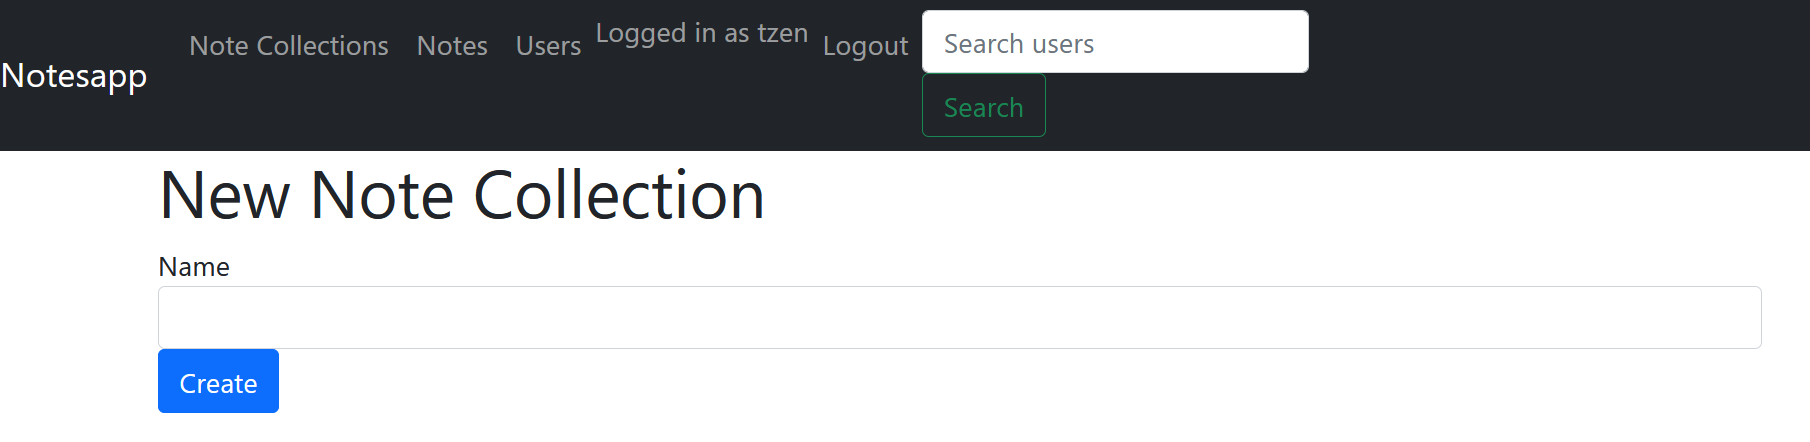 Notesapp Note Collections Notes Users Logged in as tzen Logout Search users
Search
New Note Collection
Name
Create